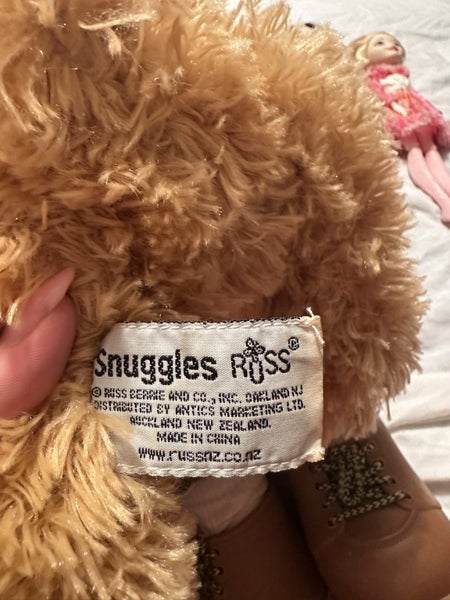 Snuggles RUSS®
© RUSS BERRIE AND CO., INC. OAKLAND NJ
DISTRIBUTED BY ANTICS MARKETING LTD.
AUCKLAND NEW ZEALAND.
MADE IN CHINA
www.russnz.co.nz